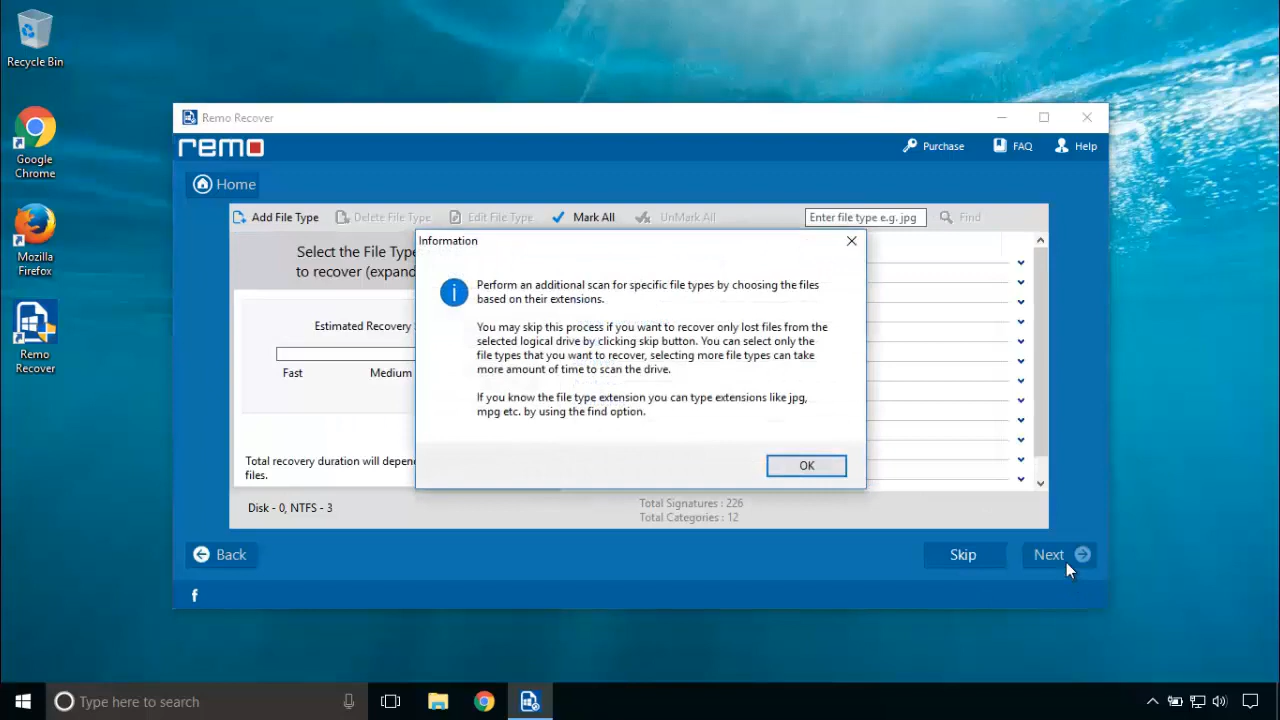 Recycle Bin
Google
Chrome
Mozilla
Firefox
Remo
Recover
Remo Recover
remo
Purchase
FAQ
Help
Home
Add File Type
Delete File Type
Edit File Type
Mark All
UnMark All
Enter file type e.g. jpg
Find
Select the File Type
to recover (expand
Estimated Recovery
Fast
Medium
Total recovery duration will depend
files.
Information
Perform an additional scan for specific file types by choosing the files
based on their extensions.
You may skip this process if you want to recover only lost files from the
selected logical drive by clicking skip button. You can select only the
file types that you want to recover, selecting more file types can take
more amount of time to scan the drive.
If you know the file type extension you can type extensions like jpg,
mpg etc. by using the find option.
OK
Disk - 0, NTFS - 3
Total Signatures : 226
Total Categories : 12
Back
Skip
Next
f
Type here to search